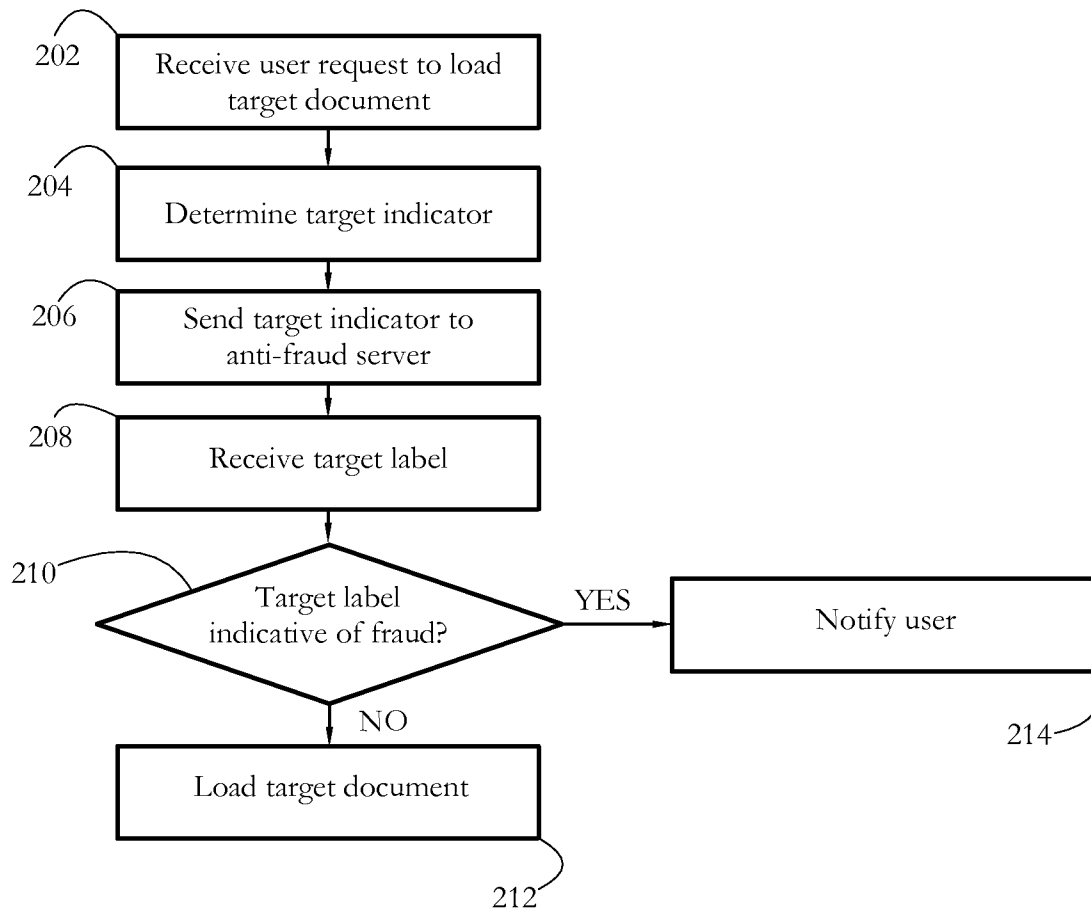 202
Receive user request to load
target document
204
Determine target indicator
206
Send target indicator to
anti-fraud server
208
Receive target label
210
Target label
indicative of fraud?
YES
Notify user
214
NO
Load target document
212